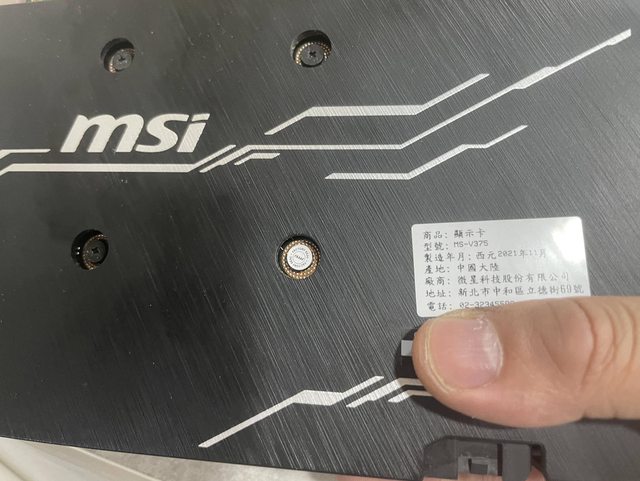 msi
商品: 顯示卡
型號: MS-V375
製造年月: 西元2021年11月
產地: 中國大陸
廠商: 微星科技股份有限公司
地址: 新北市中和區立德街69號
電話: